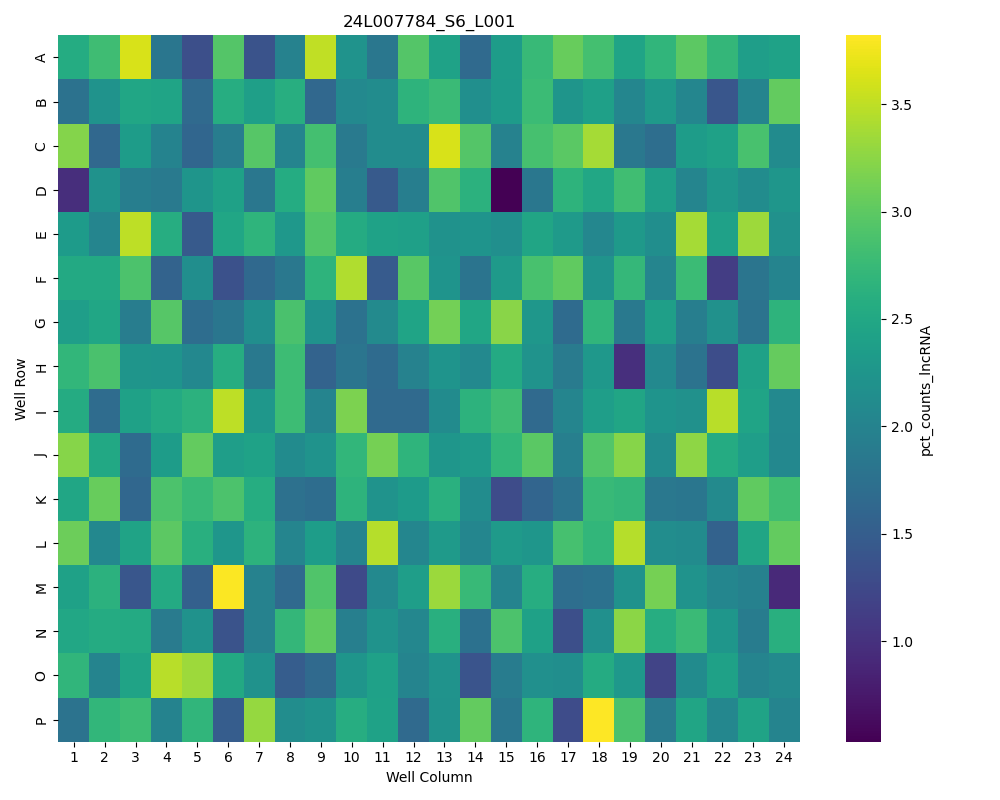 24L007784_S6_L001
A
B
C
D
E
F
G
H
I
J
K
L
M
N
O
P
Well Row
1 2 3 4 5 6 7 8 9 10 11 12 13 14 15 16 17 18 19 20 21 22 23 24
Well Column
3.5
3.0
2.5
2.0
1.5
1.0
pct_counts_lncRNA